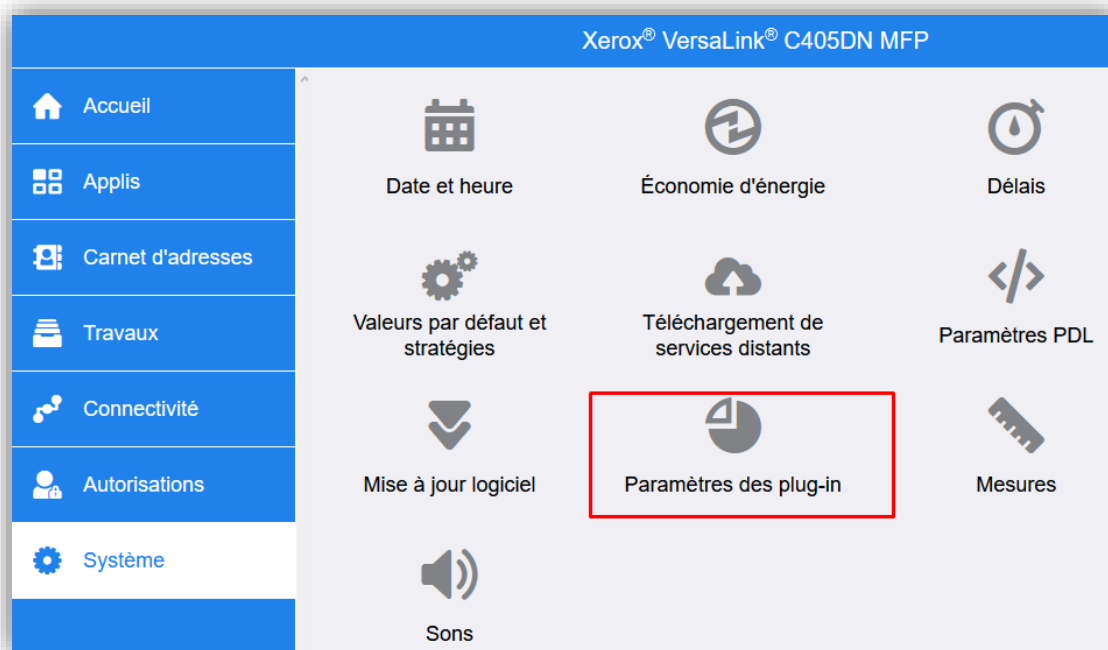 Xerox® VersaLink® C405DN MFP
Accueil
Applis
Carnet d'adresses
Travaux
Connectivité
Autorisations
Système
Date et heure
Économie d'énergie
Délais
Valeurs par défaut et
stratégies
Téléchargement de
services distants
Paramètres PDL
Mise à jour logiciel
Paramètres des plug-in
Mesures
Sons